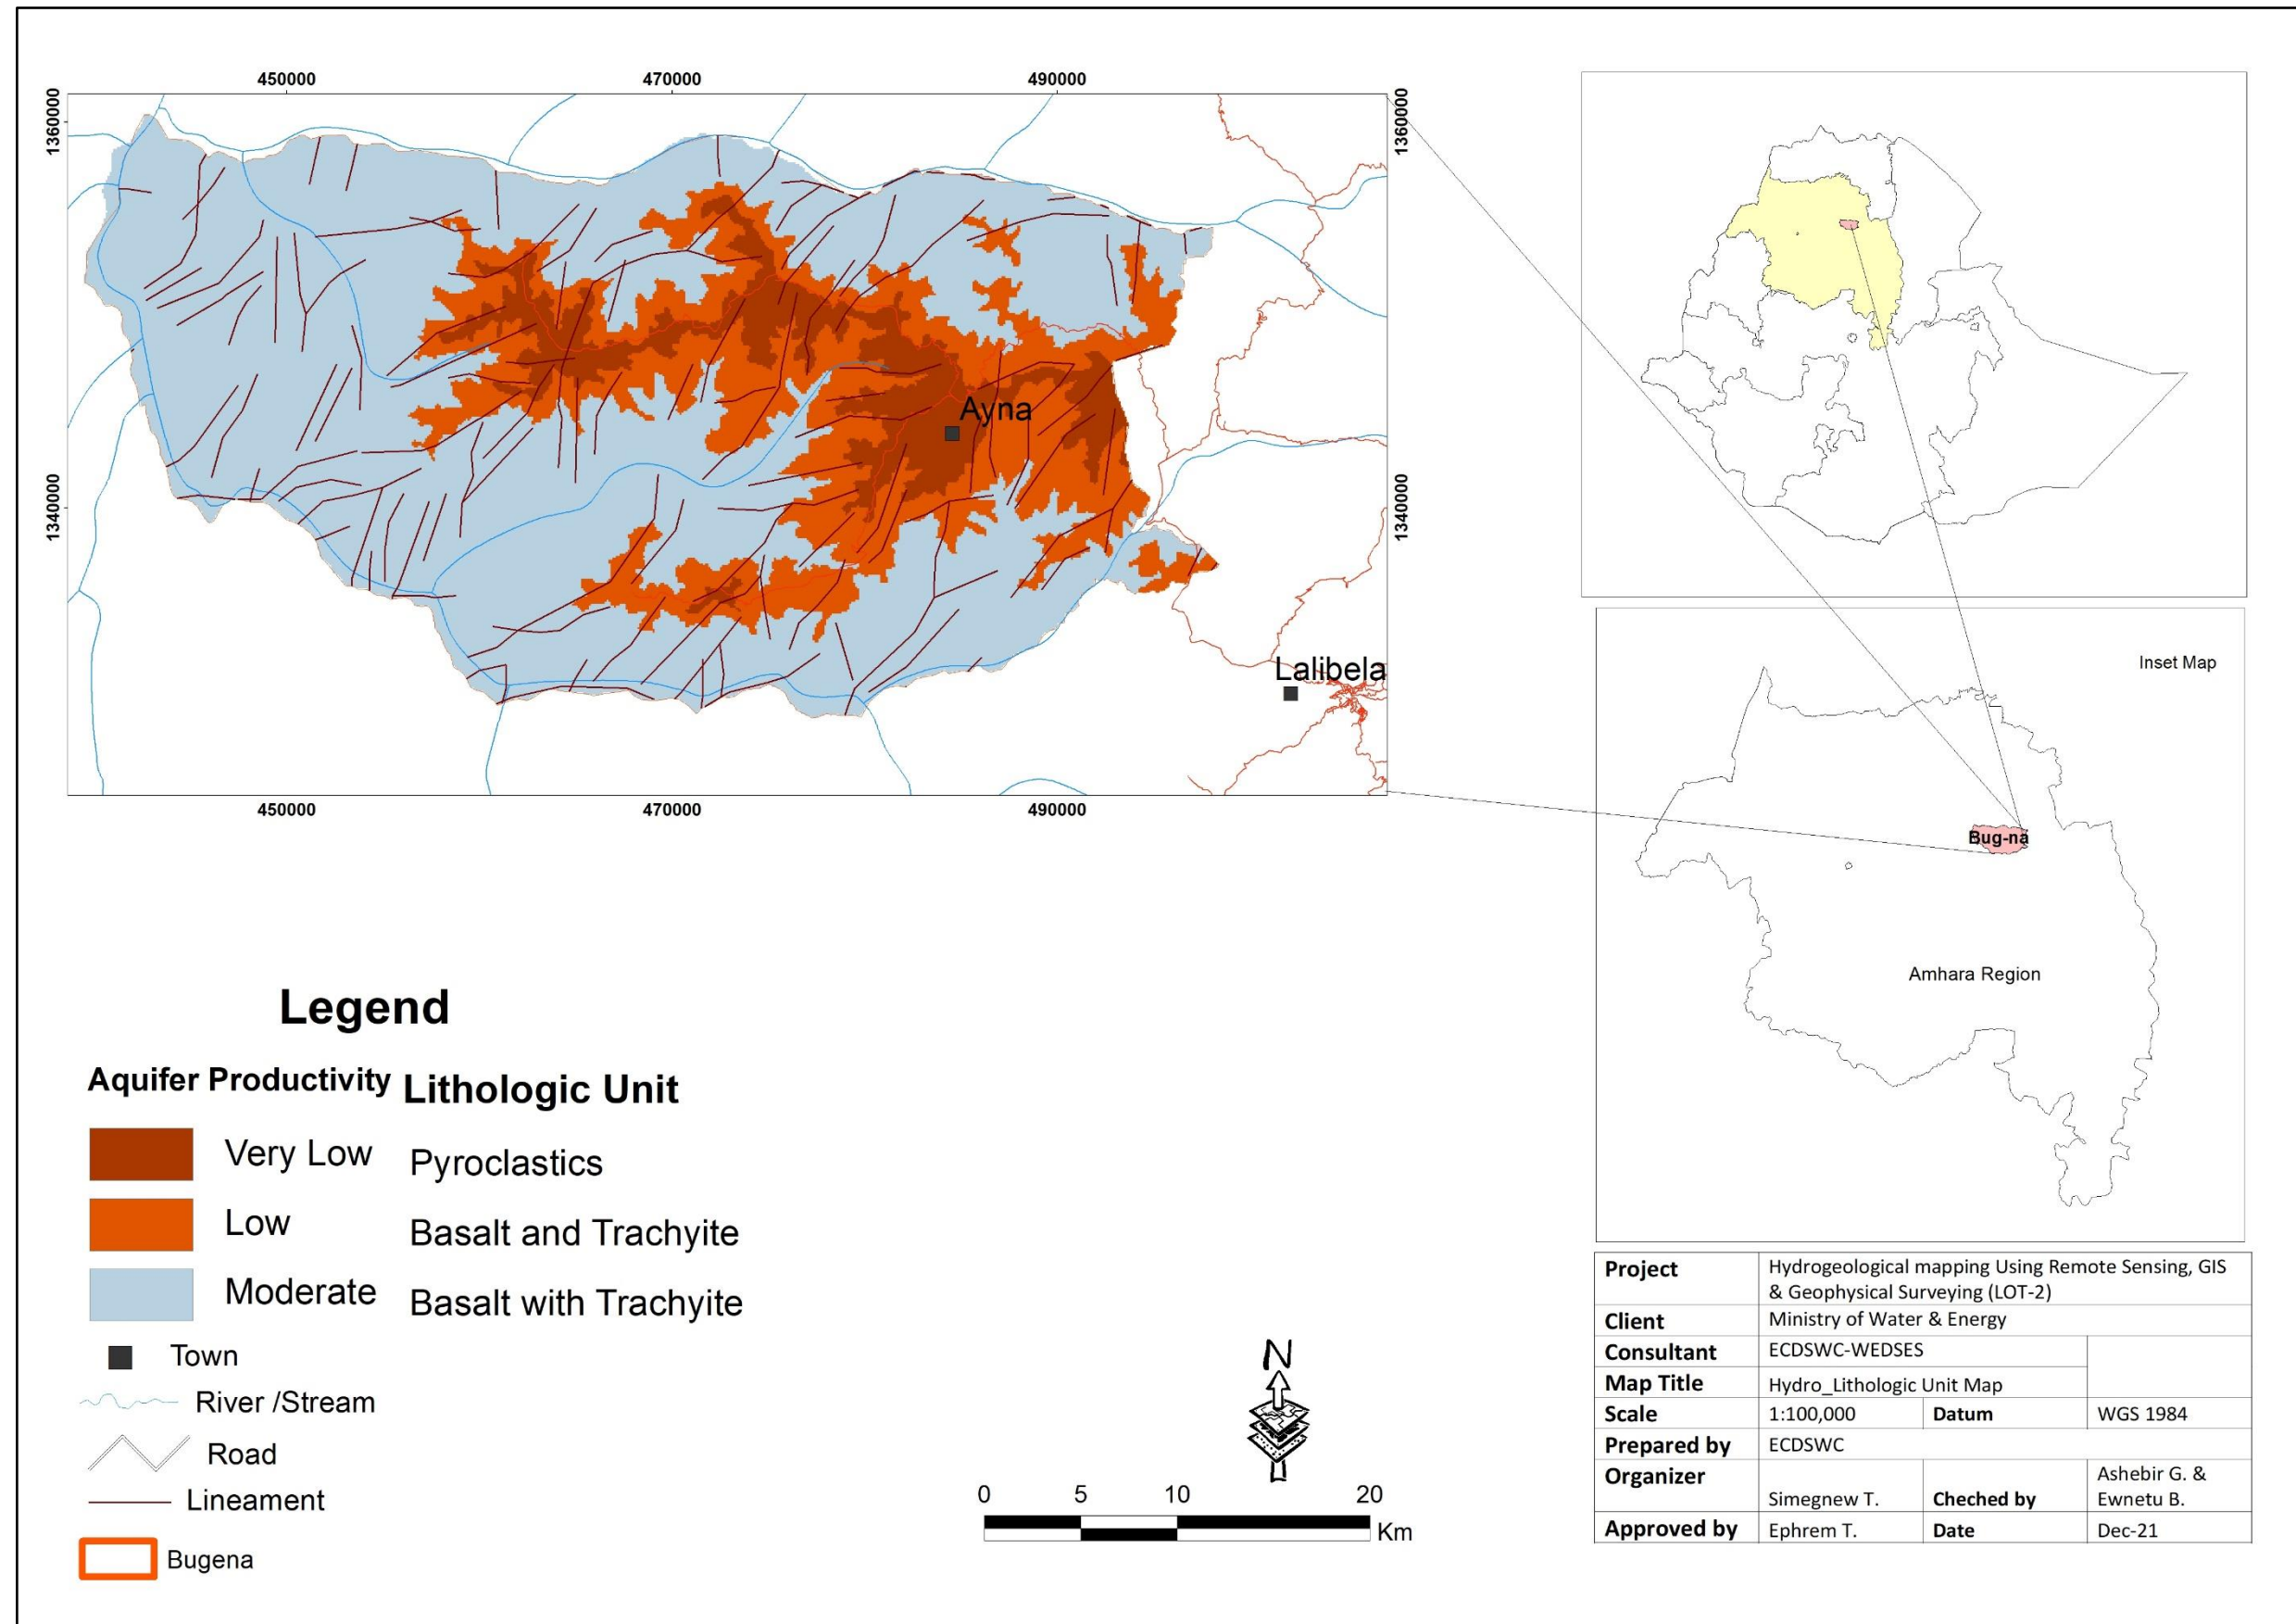 450000 470000 490000
1360000
1360000
1340000
1340000
Ayna
Lalibela
450000 470000 490000
Inset Map
Bug-na
Amhara Region
Legend
Aquifer Productivity Lithologic Unit
Very Low Pyroclastics
Low Basalt and Trachyite
Moderate Basalt with Trachyite
Town
River /Stream
Road
Lineament
Bugena
N
0 5 10 20
Km
Project Hydrogeological mapping Using Remote Sensing, GIS
& Geophysical Surveying (LOT-2)
Client Ministry of Water & Energy
Consultant ECDSWC-WEDSES
Map Title Hydro_Lithologic Unit Map
Scale 1:100,000 Datum WGS 1984
Prepared by ECDSWC
Organizer Simegnew T. Cheched by Ashebir G. &
Ewnetu B.
Approved by Ephrem T. Date Dec-21